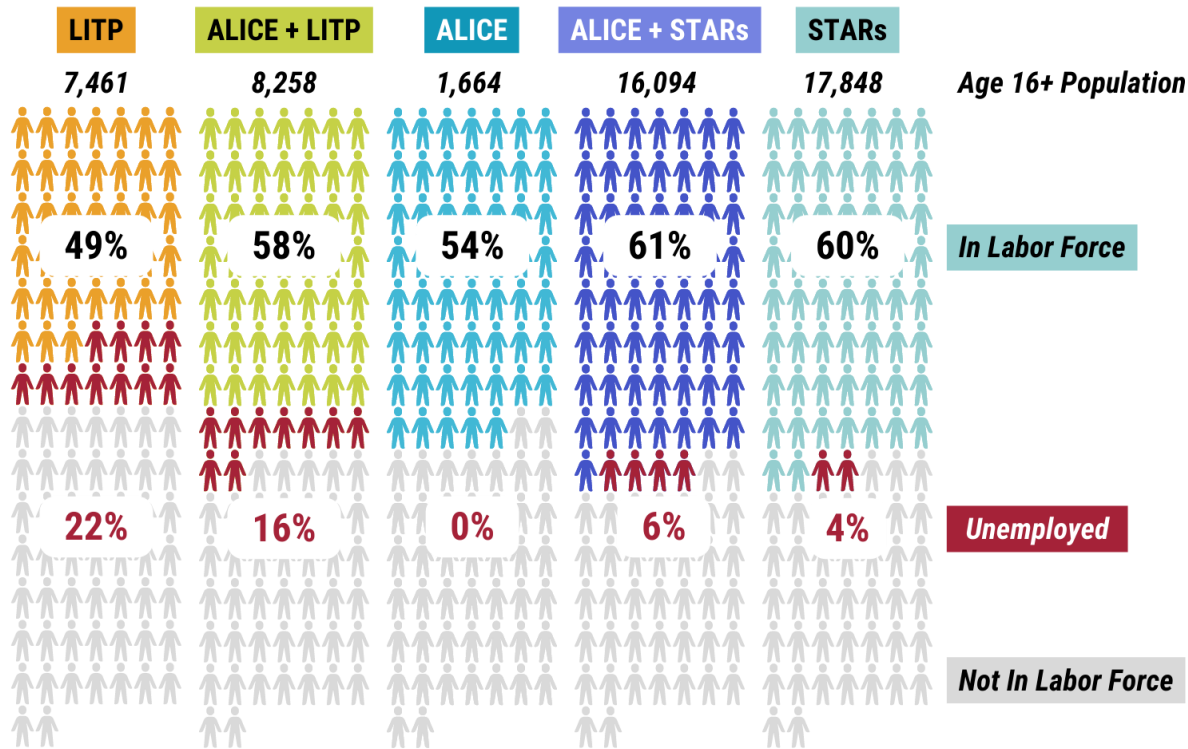 LITP ALICE + LITP ALICE ALICE + STARs STARs
7,461 8,258 1,664 16,094 17,848 Age 16+ Population
49% 58% 54% 61% 60% In Labor Force
22% 16% 0% 6% 4% Unemployed
Not In Labor Force